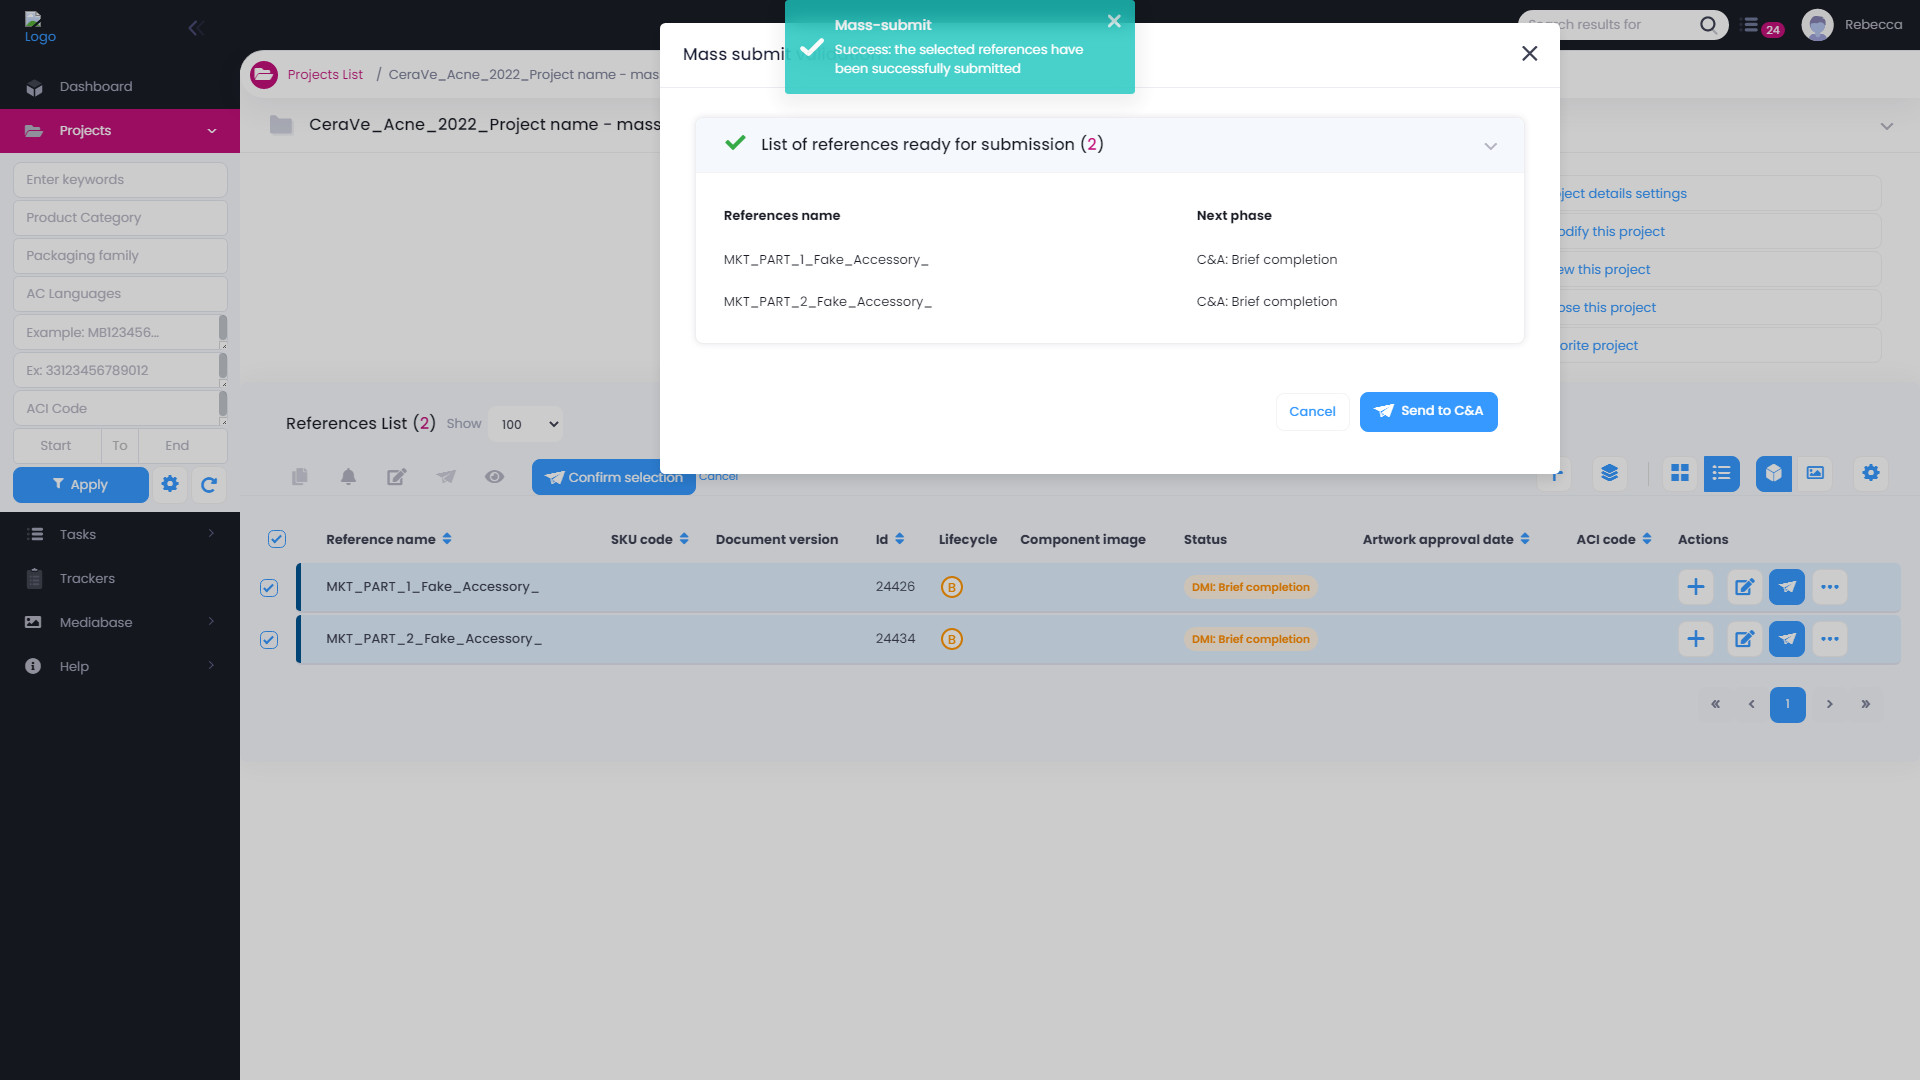 Logo
Dashboard
Projects
Enter keywords
Product Category
Packaging family
AC Languages
Example: MB123456...
Ex: 33123456789012
ACI Code
Start To End
Apply
Tasks
Trackers
Mediabase
Help
Projects List / CeraVe_Acne_2022_Project name - mas
CeraVe_Acne_2022_Project name - mass
Search results for
24
Rebecca
Mass-submit
Success: the selected references have
been successfully submitted
Mass submit validation
List of references ready for submission (2)
References name Next phase
MKT_PART_1_Fake_Accessory_ C&A: Brief completion
MKT_PART_2_Fake_Accessory_ C&A: Brief completion
Cancel Send to C&A
ject details settings
odify this project
ew this project
ose this project
orite project
References List (2) Show 100
Confirm selection Cancel
Reference name SKU code Document version Id Lifecycle Component image Status Artwork approval date ACI code Actions
MKT_PART_1_Fake_Accessory_ 24426 B DMI: Brief completion
MKT_PART_2_Fake_Accessory_ 24434 B DMI: Brief completion
« ‹ 1 › »